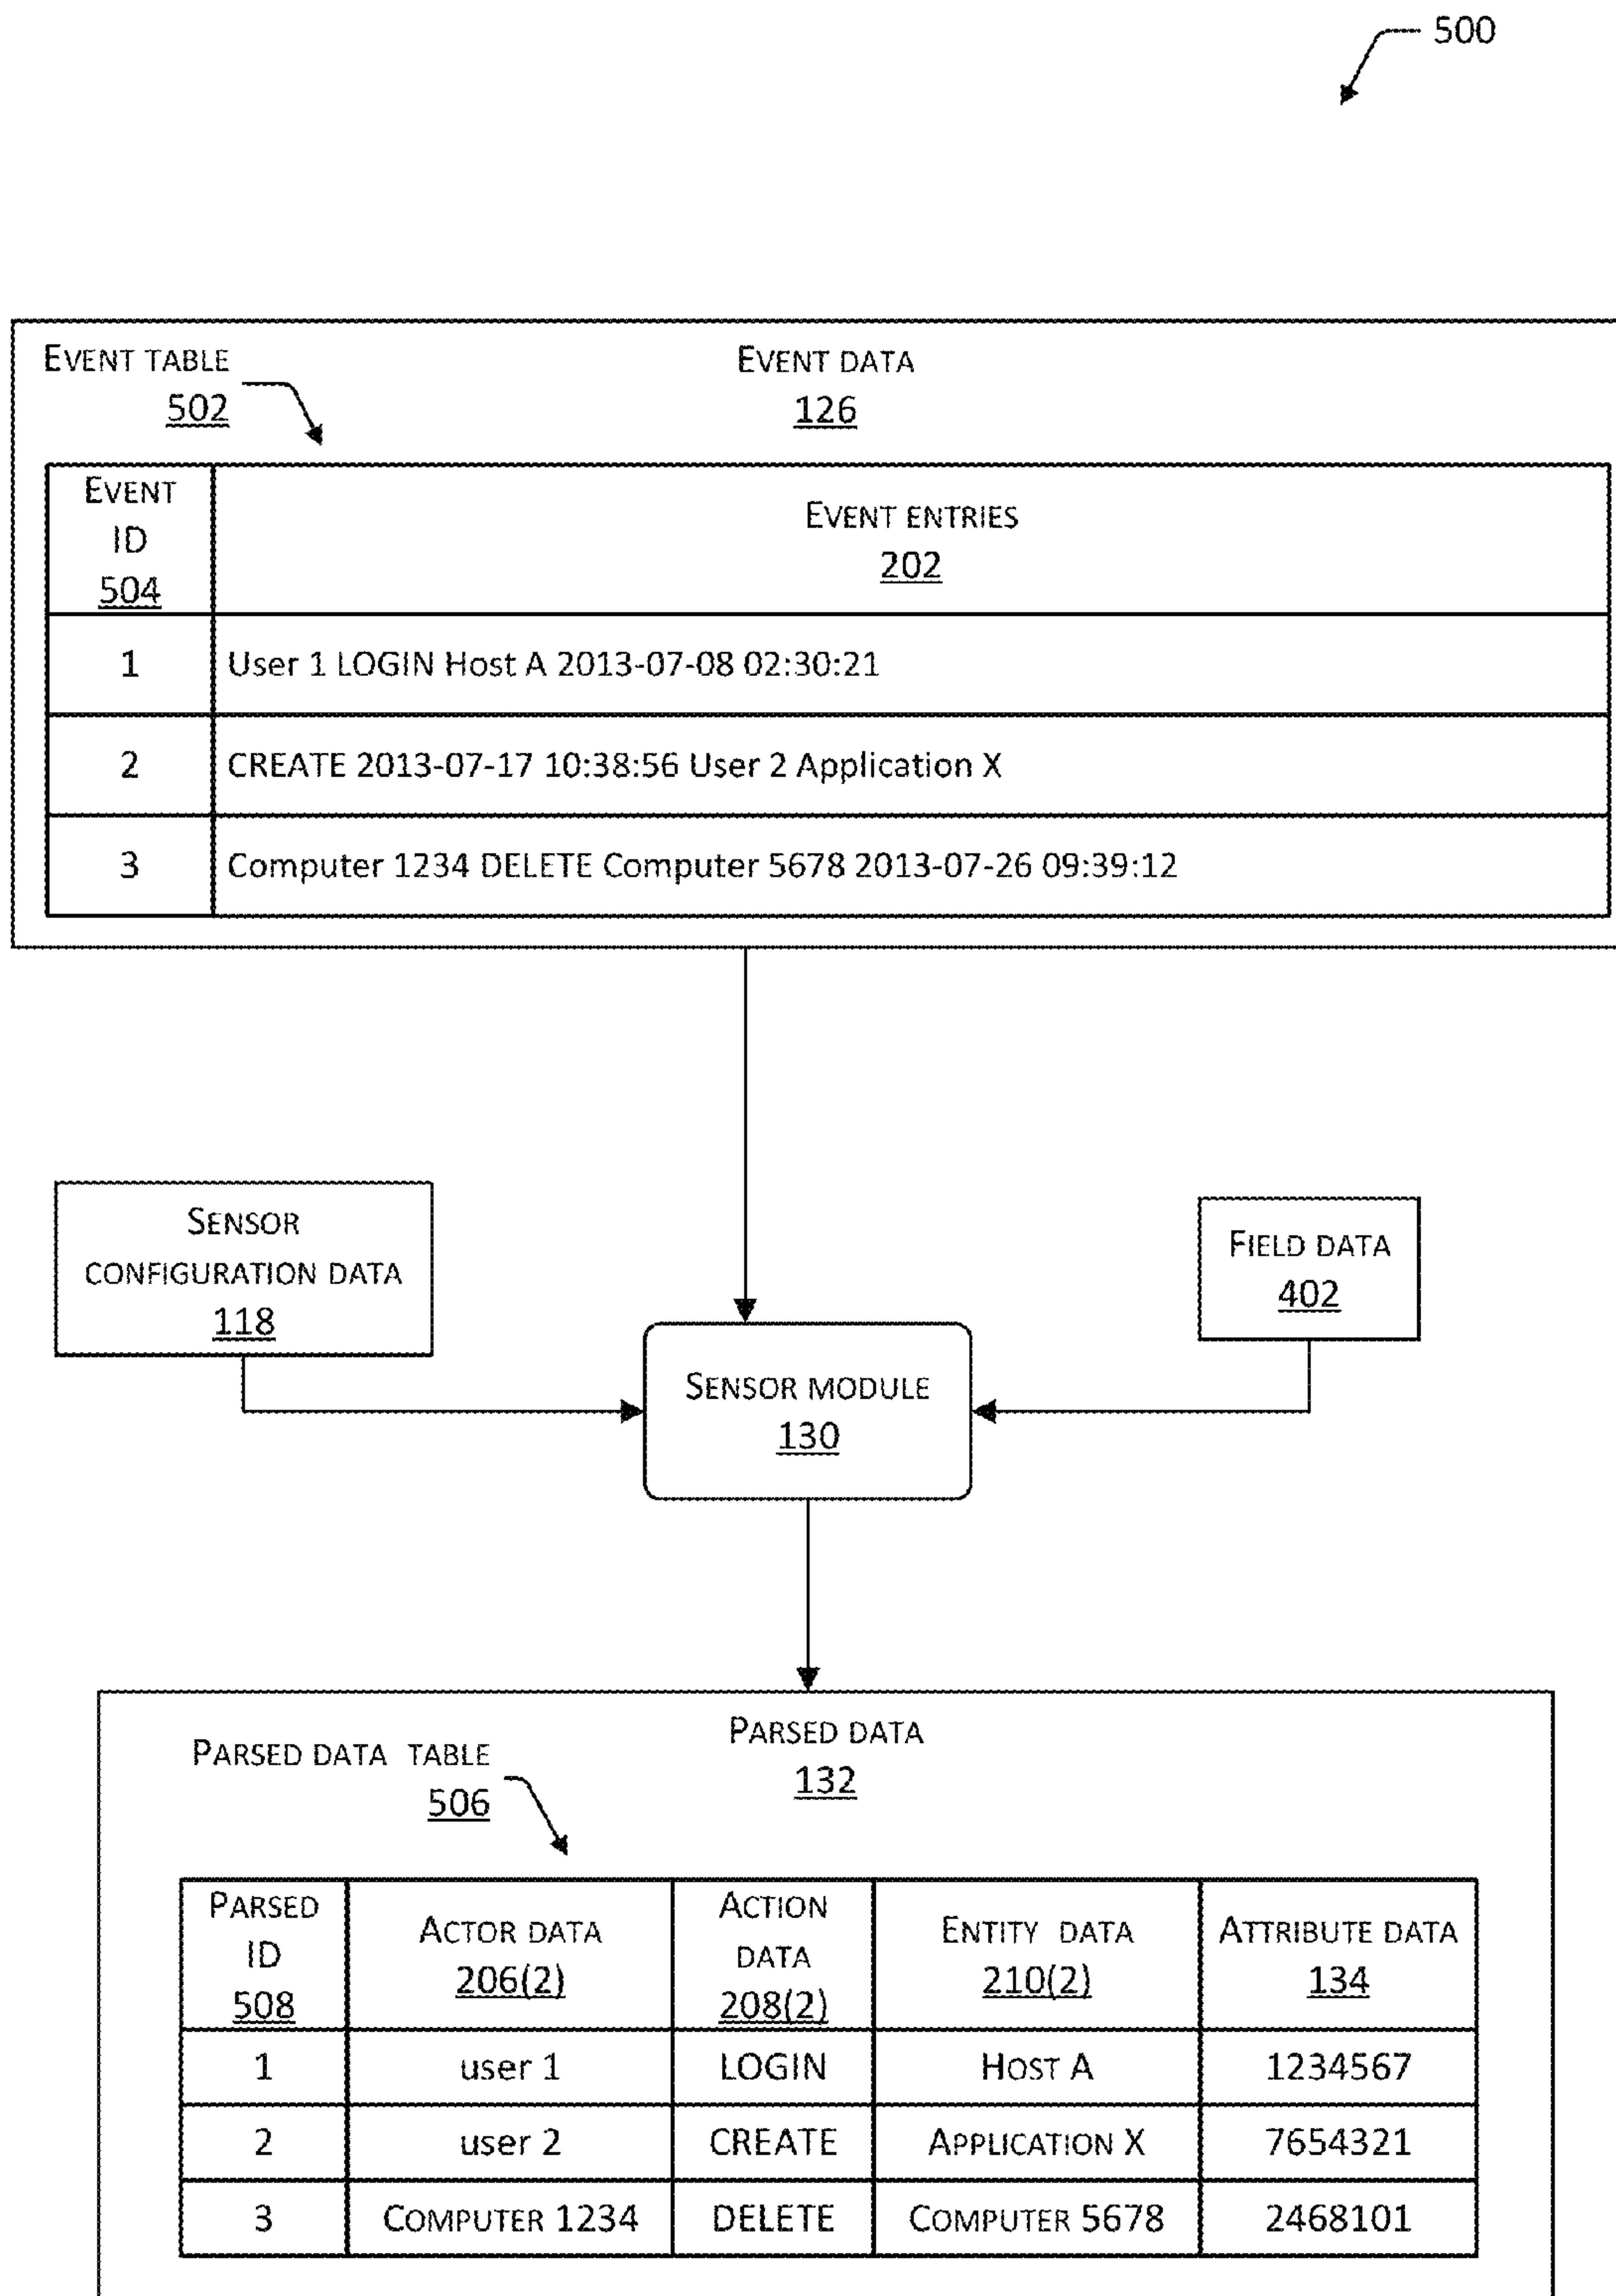 500
EVENT TABLE
502
EVENT DATA
126
EVENT
ID
504
EVENT ENTRIES
202
1
User 1 LOGIN Host A 2013-07-08 02:30:21
2
CREATE 2013-07-17 10:38:56 User 2 Application X
3
Computer 1234 DELETE Computer 5678 2013-07-26 09:39:12
SENSOR
CONFIGURATION DATA
118
FIELD DATA
402
SENSOR MODULE
130
PARSED DATA
132
PARSED DATA TABLE
506
PARSED
ID
508
ACTOR DATA
206(2)
ACTION
DATA
208(2)
ENTITY DATA
210(2)
ATTRIBUTE DATA
134
1 user 1 LOGIN HOST A 1234567
2 user 2 CREATE APPLICATION X 7654321
3 COMPUTER 1234 DELETE COMPUTER 5678 2468101